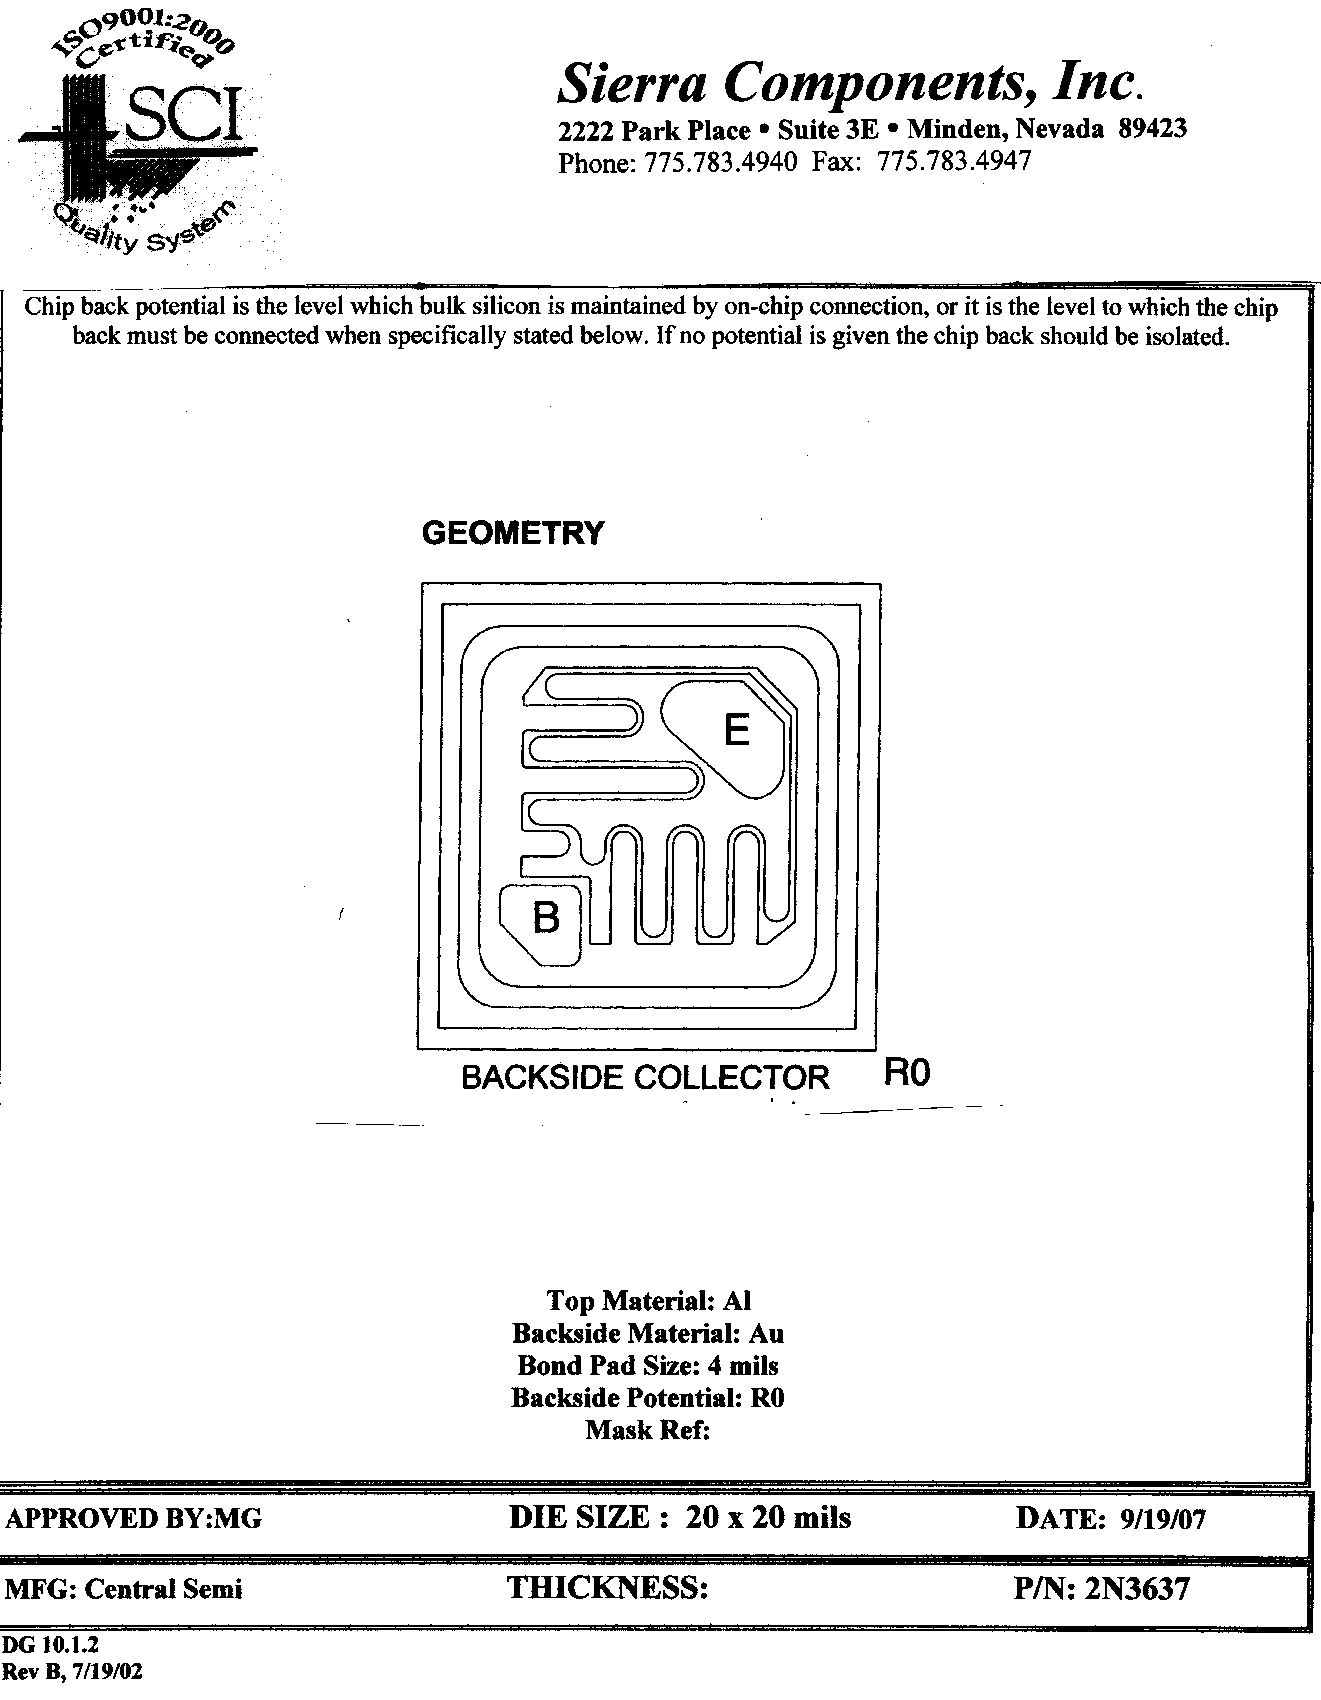 ISO9001:2000
Certified
SCI
Quality System
Sierra Components, Inc.
2222 Park Place • Suite 3E • Minden, Nevada 89423
Phone: 775.783.4940 Fax: 775.783.4947
Chip back potential is the level which bulk silicon is maintained by on-chip connection, or it is the level to which the chip
back must be connected when specifically stated below. If no potential is given the chip back should be isolated.
GEOMETRY
E
B
BACKSIDE COLLECTOR R0
Top Material: Al
Backside Material: Au
Bond Pad Size: 4 mils
Backside Potential: R0
Mask Ref:
APPROVED BY:MG DIE SIZE : 20 x 20 mils DATE: 9/19/07
MFG: Central Semi THICKNESS: P/N: 2N3637
DG 10.1.2
Rev B, 7/19/02